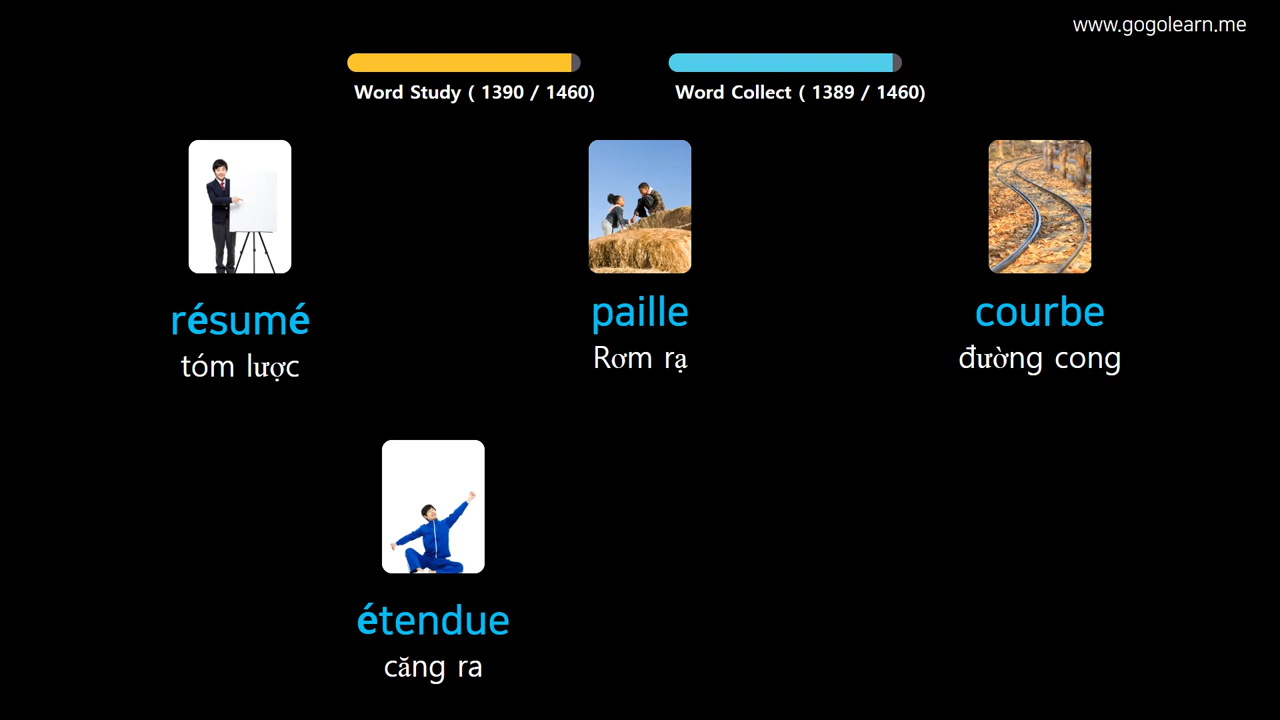 www.gogolearn.me
Word Study ( 1390 / 1460)
Word Collect ( 1389 / 1460)
résumé
tóm lược
paille
Rơm rạ
courbe
đường cong
étendue
căng ra